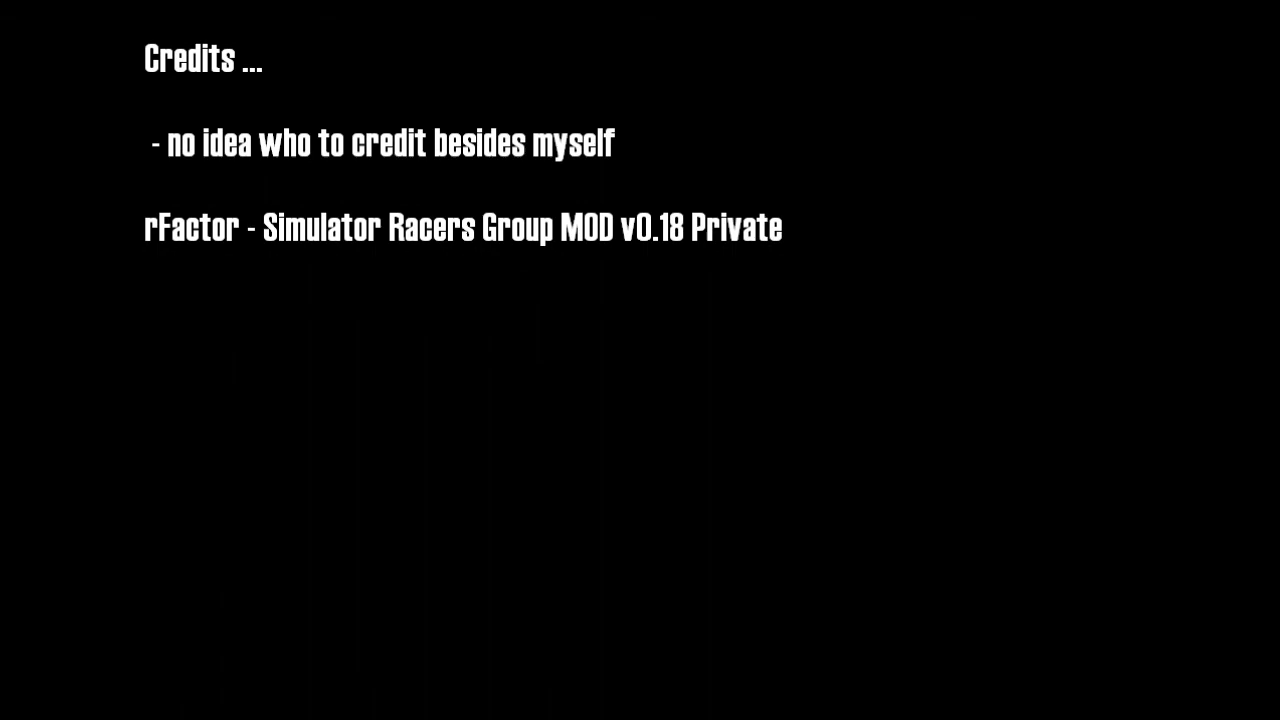 Credits ...
- no idea who to credit besides myself
rFactor - Simulator Racers Group MOD v0.18 Private